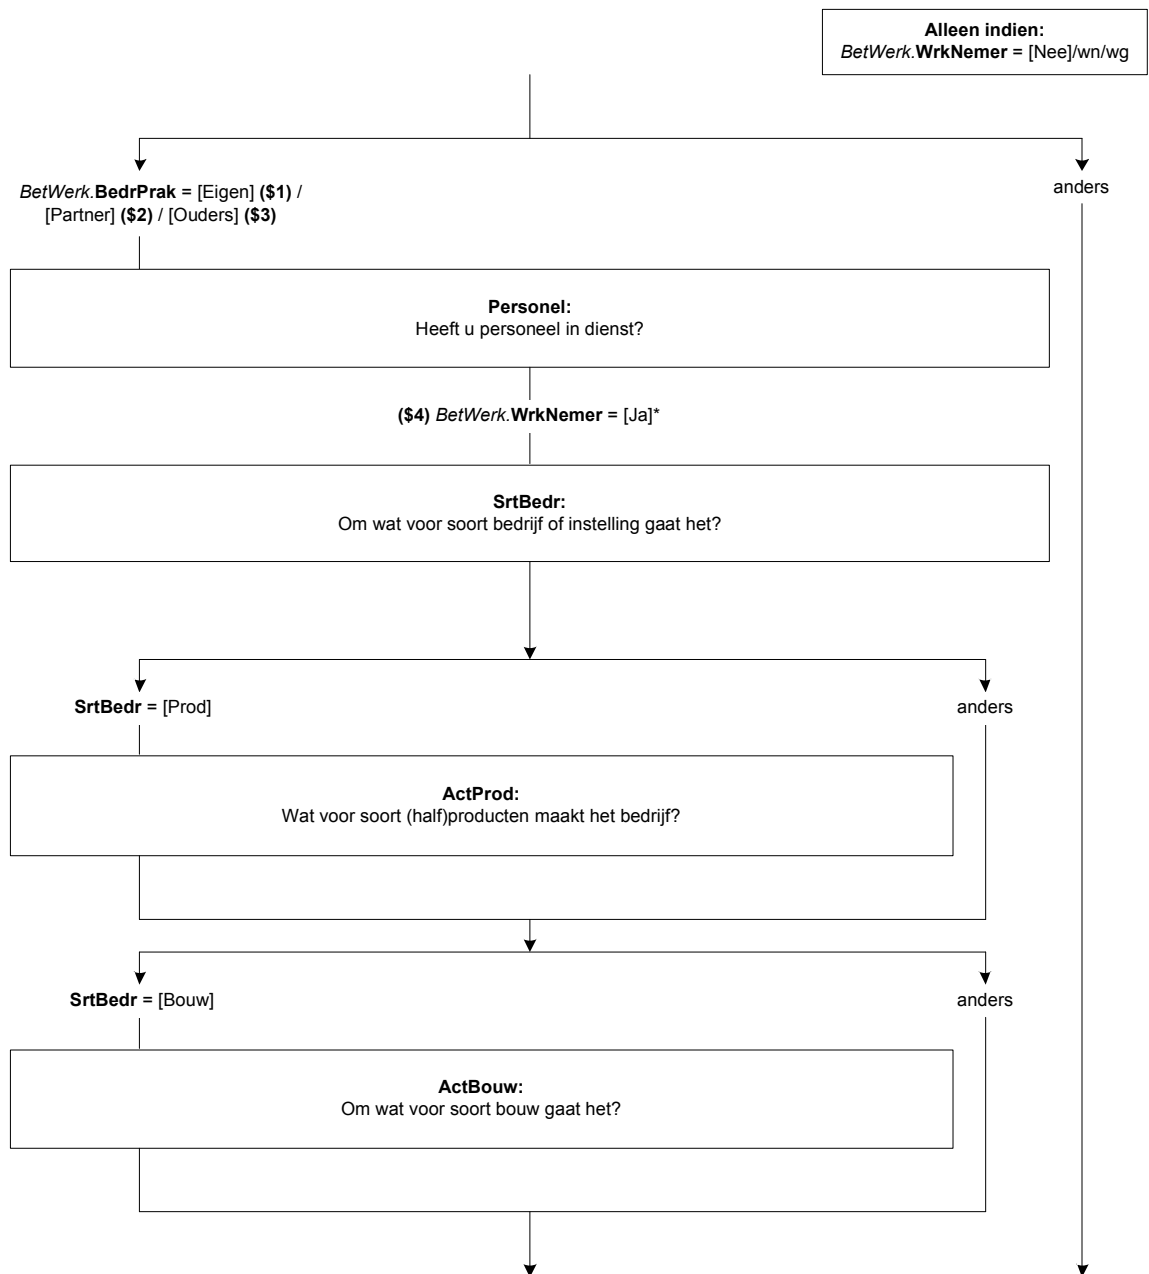 Alleen indien:
BetWerk.WrkNemer = [Nee]/wn/wg
BetWerk.BedrPrak = [Eigen] ($1) /
[Partner] ($2) / [Ouders] ($3)
anders
Personel:
Heeft u personeel in dienst?
($4) BetWerk.WrkNemer = [Ja]*
SrtBedr:
Om wat voor soort bedrijf of instelling gaat het?
SrtBedr = [Prod]
anders
ActProd:
Wat voor soort (half)producten maakt het bedrijf?
SrtBedr = [Bouw]
anders
ActBouw:
Om wat voor soort bouw gaat het?